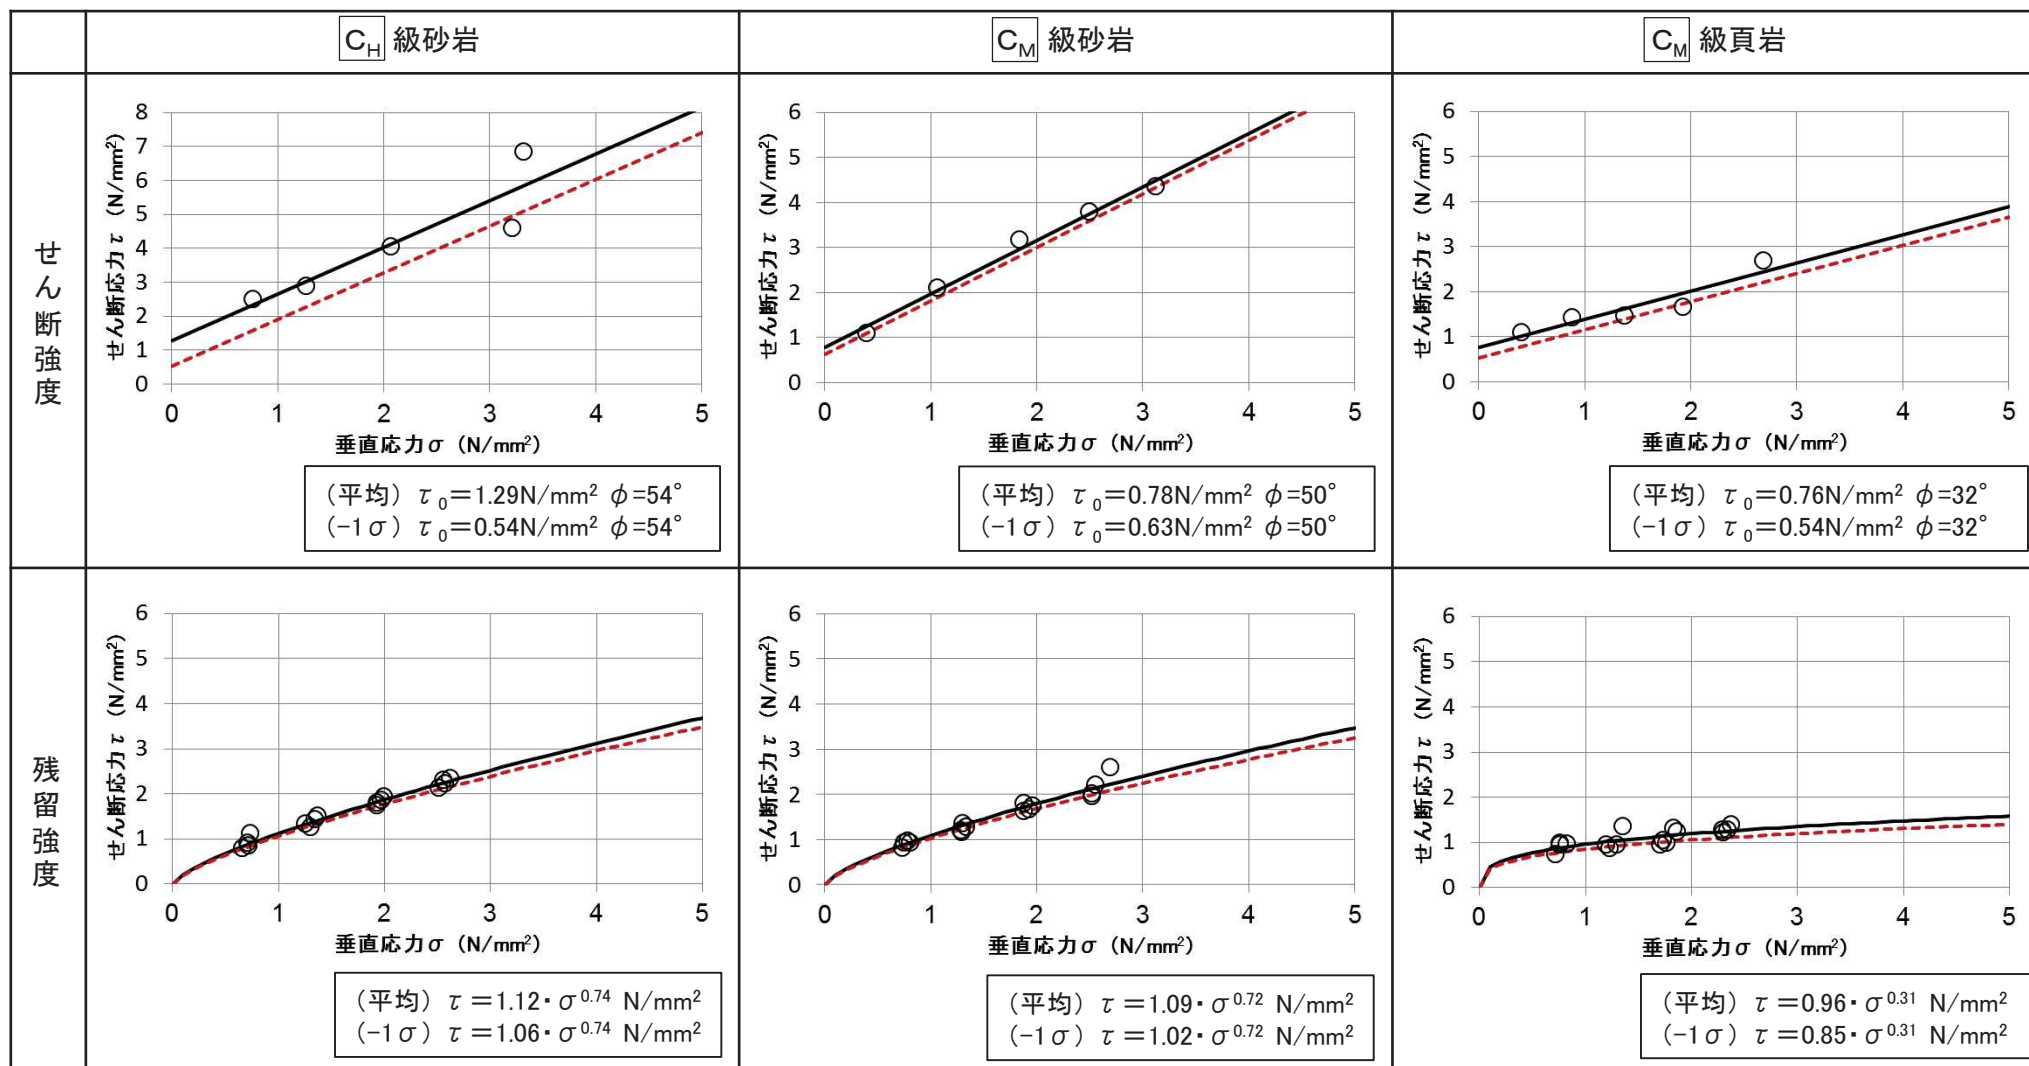 C_H 級砂岩
C_M 級砂岩
C_M 級頁岩
せん断強度
せん断応力τ (N/mm²)
8
7
6
5
4
3
2
1
0
0 1 2 3 4 5
垂直応力σ (N/mm²)
(平均) τ₀=1.29N/mm² φ=54°
(-1σ) τ₀=0.54N/mm² φ=54°
せん断応力τ (N/mm²)
6
5
4
3
2
1
0
0 1 2 3 4 5
垂直応力σ (N/mm²)
(平均) τ₀=0.78N/mm² φ=50°
(-1σ) τ₀=0.63N/mm² φ=50°
せん断応力τ (N/mm²)
6
5
4
3
2
1
0
0 1 2 3 4 5
垂直応力σ (N/mm²)
(平均) τ₀=0.76N/mm² φ=32°
(-1σ) τ₀=0.54N/mm² φ=32°
残留強度
せん断応力τ (N/mm²)
6
5
4
3
2
1
0
0 1 2 3 4 5
垂直応力σ (N/mm²)
(平均) τ=1.12・σ^0.74 N/mm²
(-1σ) τ=1.06・σ^0.74 N/mm²
せん断応力τ (N/mm²)
6
5
4
3
2
1
0
0 1 2 3 4 5
垂直応力σ (N/mm²)
(平均) τ=1.09・σ^0.72 N/mm²
(-1σ) τ=1.02・σ^0.72 N/mm²
せん断応力τ (N/mm²)
6
5
4
3
2
1
0
0 1 2 3 4 5
垂直応力σ (N/mm²)
(平均) τ=0.96・σ^0.31 N/mm²
(-1σ) τ=0.85・σ^0.31 N/mm²